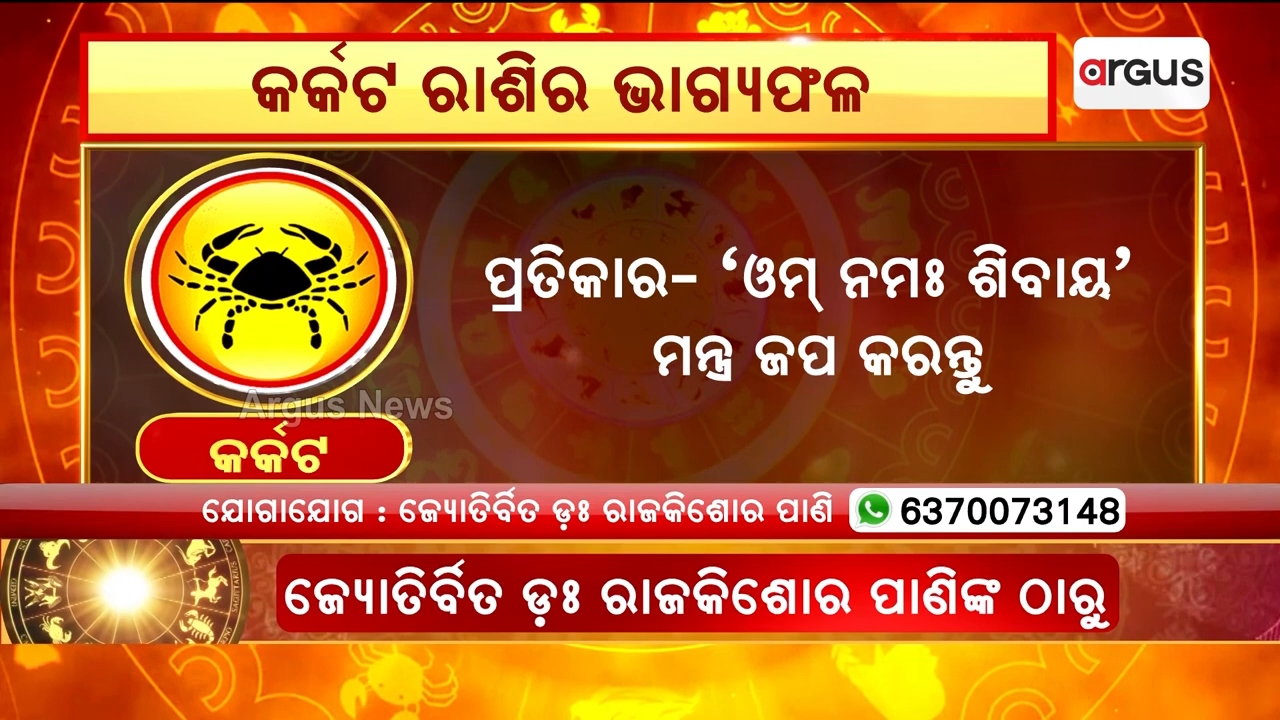 କର୍କଟ ରାଶିର ଭାଗ୍ୟଫଳ
argus
ପ୍ରତିକାର- ‘ଓମ୍ ନମଃ ଶିବାୟ’
ମନ୍ତ୍ର ଜପ କରନ୍ତୁ
Argus News
କର୍କଟ
ଯୋଗାଯୋଗ : ଜ୍ୟୋତିର୍ବିତ ଡ଼ଃ ରାଜକିଶୋର ପାଣି 6370073148
ଜ୍ୟୋତିର୍ବିତ ଡ଼ଃ ରାଜକିଶୋର ପାଣିଙ୍କ ଠାରୁ